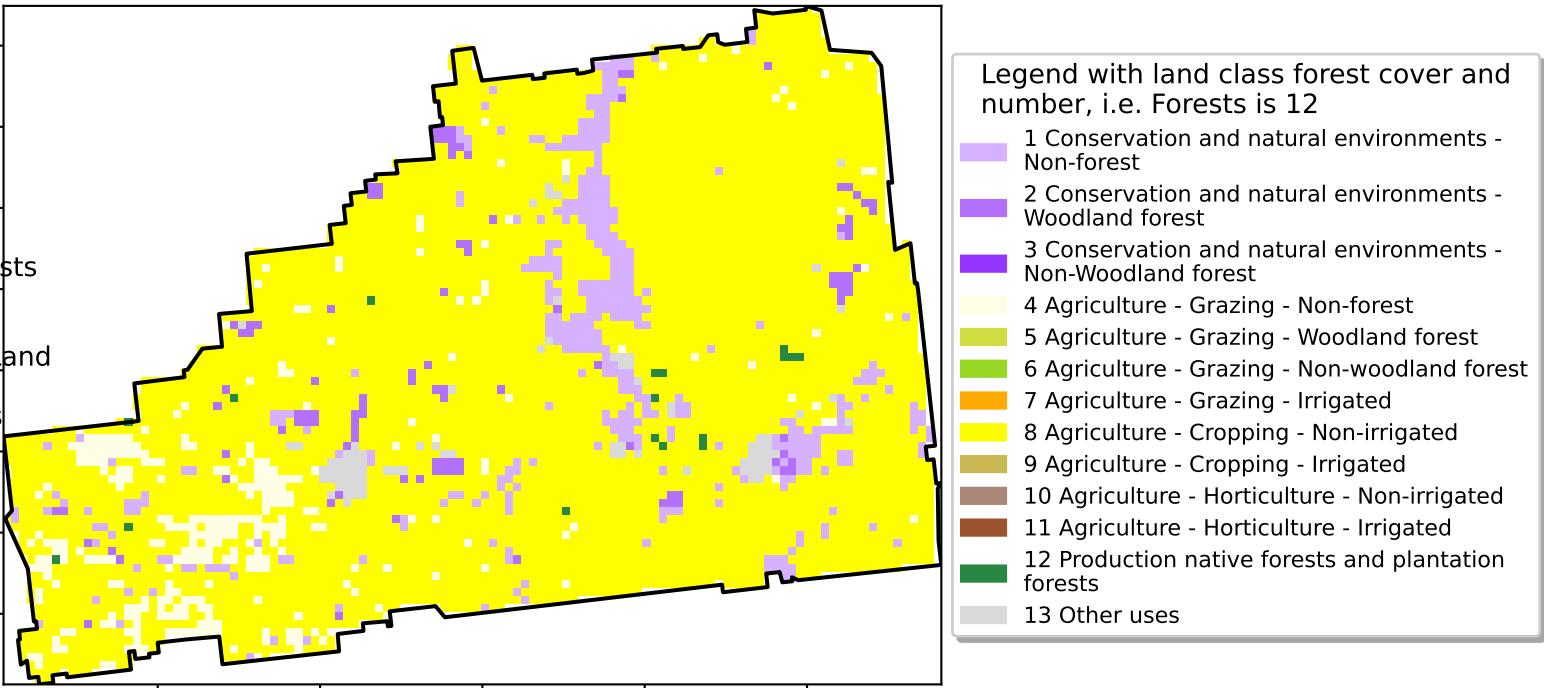 sts
and
Legend with land class forest cover and
number, i.e. Forests is 12
1 Conservation and natural environments -
Non-forest
2 Conservation and natural environments -
Woodland forest
3 Conservation and natural environments -
Non-Woodland forest
4 Agriculture - Grazing - Non-forest
5 Agriculture - Grazing - Woodland forest
6 Agriculture - Grazing - Non-woodland forest
7 Agriculture - Grazing - Irrigated
8 Agriculture - Cropping - Non-irrigated
9 Agriculture - Cropping - Irrigated
10 Agriculture - Horticulture - Non-irrigated
11 Agriculture - Horticulture - Irrigated
12 Production native forests and plantation
forests
13 Other uses